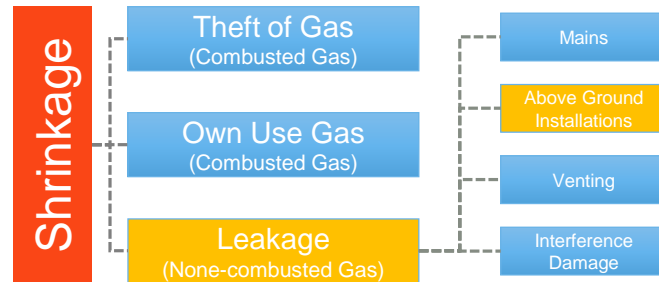 Shrinkage
Theft of Gas
(Combusted Gas)
Own Use Gas
(Combusted Gas)
Leakage
(None-combusted Gas)
Mains
Above Ground
Installations
Venting
Interference
Damage